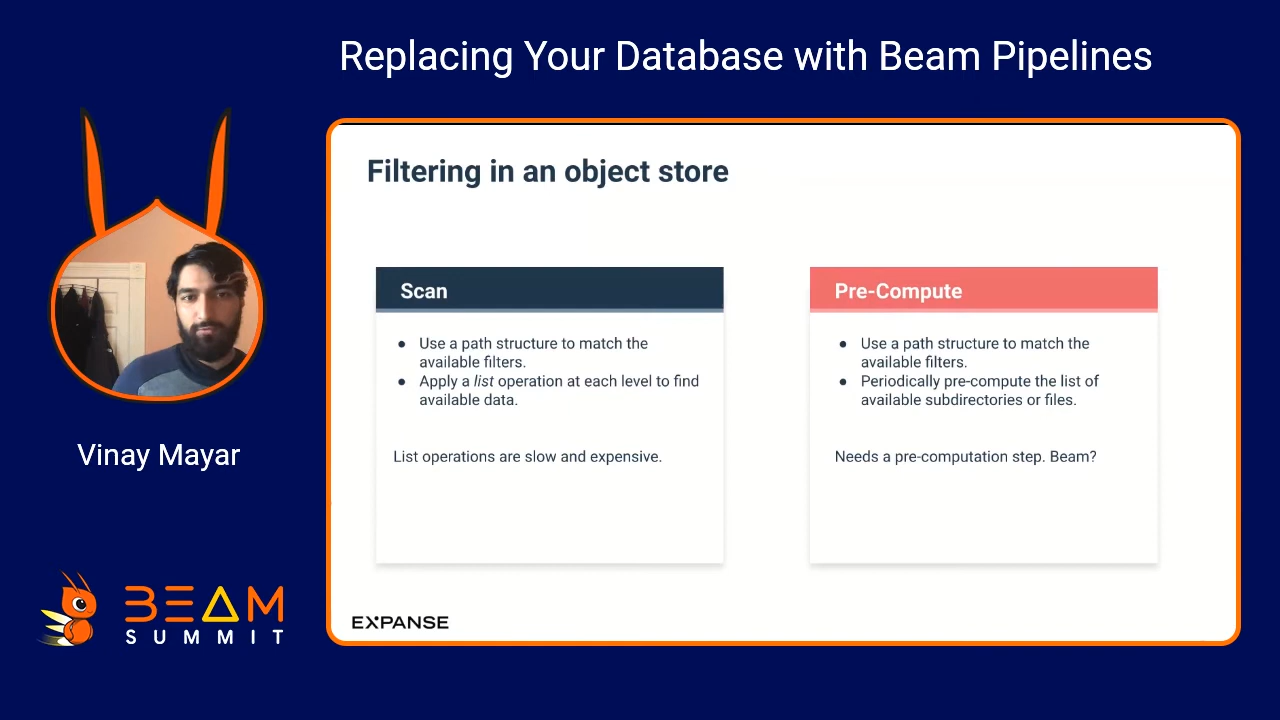 Replacing Your Database with Beam Pipelines
Filtering in an object store
Scan
● Use a path structure to match the
available filters.
● Apply a list operation at each level to find
available data.
List operations are slow and expensive.
Pre-Compute
● Use a path structure to match the
available filters.
● Periodically pre-compute the list of
available subdirectories or files.
Needs a pre-computation step. Beam?
EXPANSE
Vinay Mayar
BEAM
SUMMIT